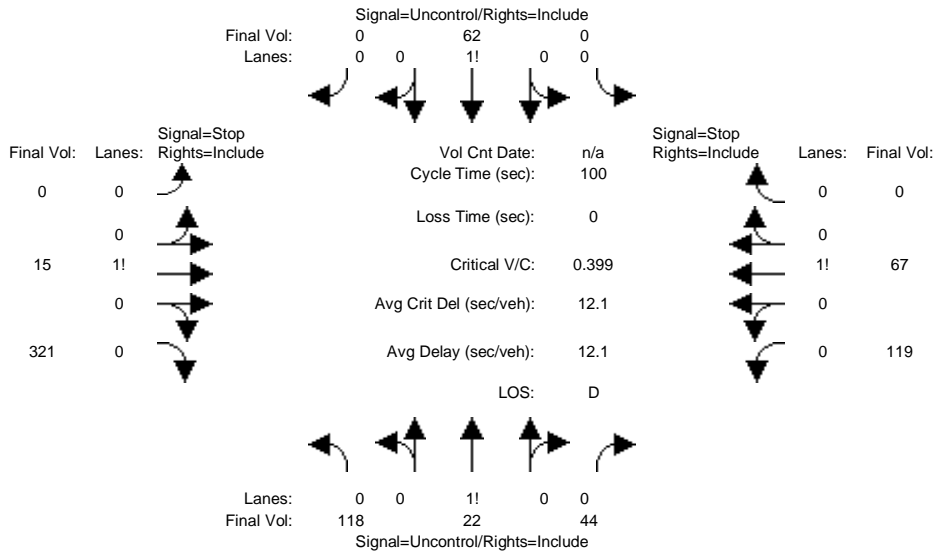 Signal=Uncontrol/Rights=Include
Final Vol: 0 62 0
Lanes: 0 0 1! 0 0
Signal=Stop Signal=Stop
Final Vol: Lanes: Rights=Include Vol Cnt Date: n/a Rights=Include Lanes: Final Vol:
Cycle Time (sec): 100
0 0 0 0
Loss Time (sec): 0
0 0
15 1! Critical V/C: 0.399 1! 67
0 Avg Crit Del (sec/veh): 12.1 0
321 0 Avg Delay (sec/veh): 12.1 0 119
LOS: D
Lanes: 0 0 1! 0 0
Final Vol: 118 22 44
Signal=Uncontrol/Rights=Include